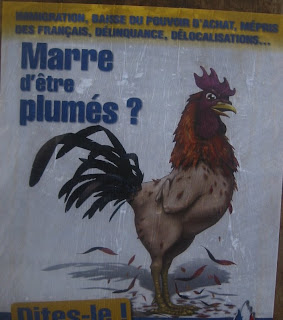 IMMIGRATION, BAISSE DU POUVOIR D'ACHAT, MÉPRIS
DES FRANÇAIS, DÉLINQUANCE, DÉLOCALISATIONS...
Marre
d'être
plumés ?
Dites-le !